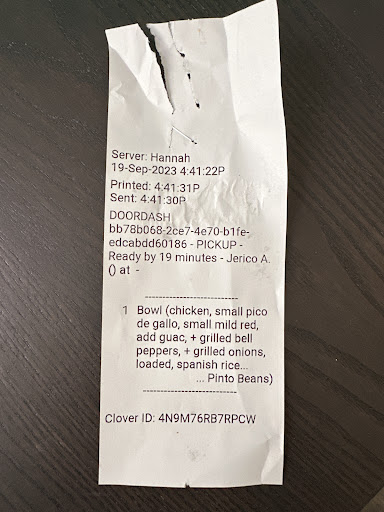 Server: Hannah
19-Sep-2023 4:41:22P
Printed: 4:41:31P
Sent: 4:41:30P
DOORDASH
bb78b068-2ce7-4e70-b1fe-
edcabdd60186 - PICKUP -
Ready by 19 minutes - Jerico A.
() at -
1 Bowl (chicken, small pico
de gallo, small mild red,
add guac, + grilled bell
peppers, + grilled onions,
loaded, spanish rice...
... Pinto Beans)
Clover ID: 4N9M76RB7RPCW